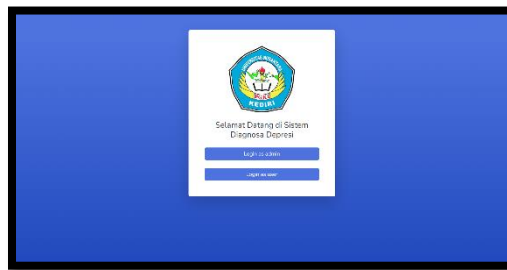 KEDIRI
Selamat Datang di Sistem
Diagnosa Depresi
Login as admin
Login as user